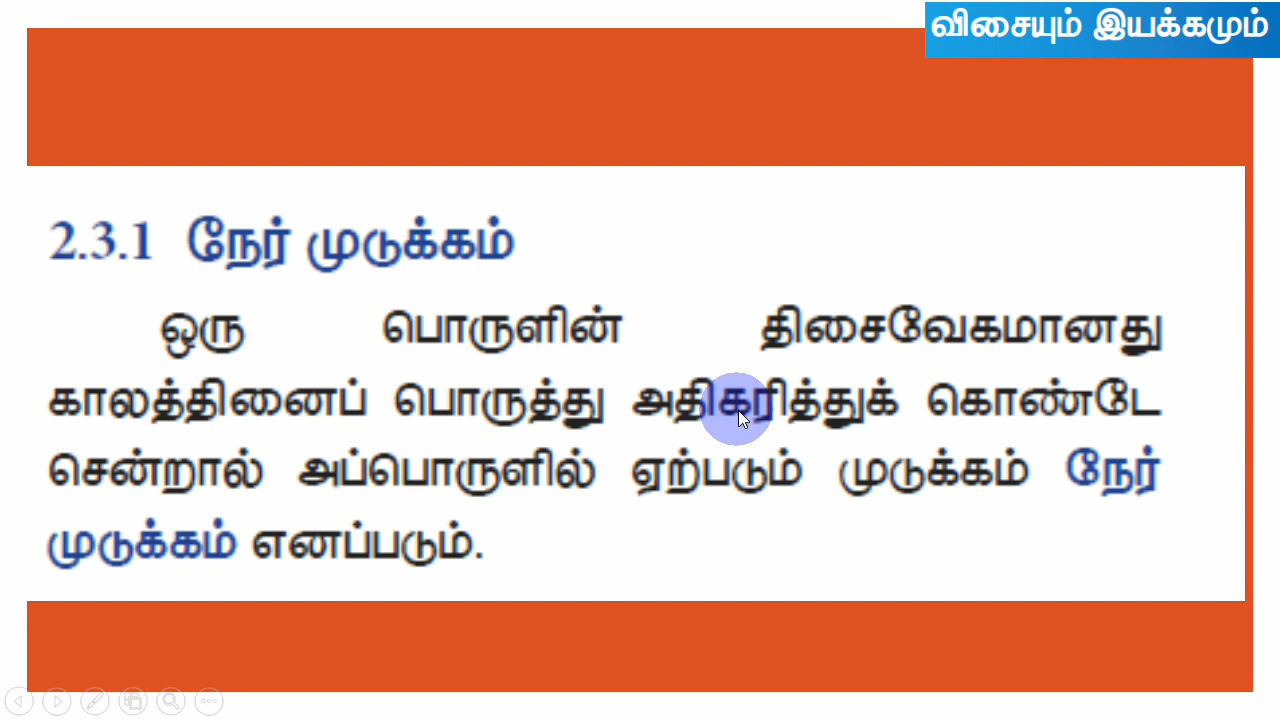 விசையும் இயக்கமும்
2.3.1 நேர் முடுக்கம்
ஒரு பொருளின் திசைவேகமானது
காலத்தினைப் பொருத்து அதிகரித்துக் கொண்டே
சென்றால் அப்பொருளில் ஏற்படும் முடுக்கம் நேர்
முடுக்கம் எனப்படும்.